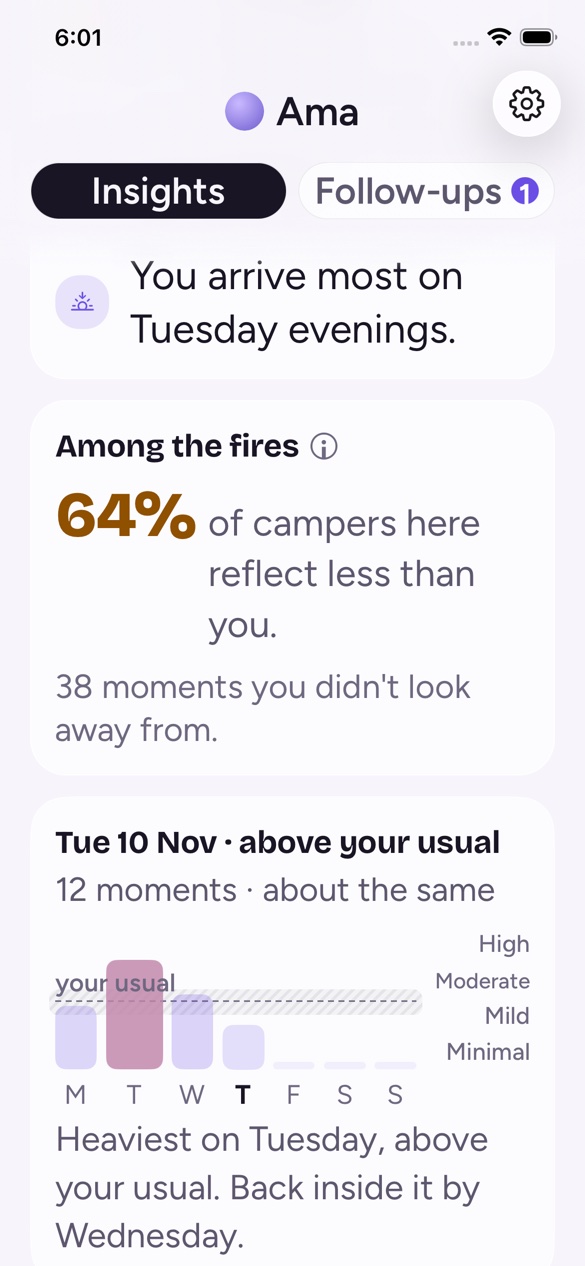 6:01
Ama
Insights
Follow-ups 1
You arrive most on
Tuesday evenings.
Among the fires
64% of campers here
reflect less than
you.
38 moments you didn't look
away from.
Tue 10 Nov · above your usual
12 moments · about the same
High
your usual
Moderate
Mild
Minimal
M T W T F S S
Heaviest on Tuesday, above
your usual. Back inside it by
Wednesday.